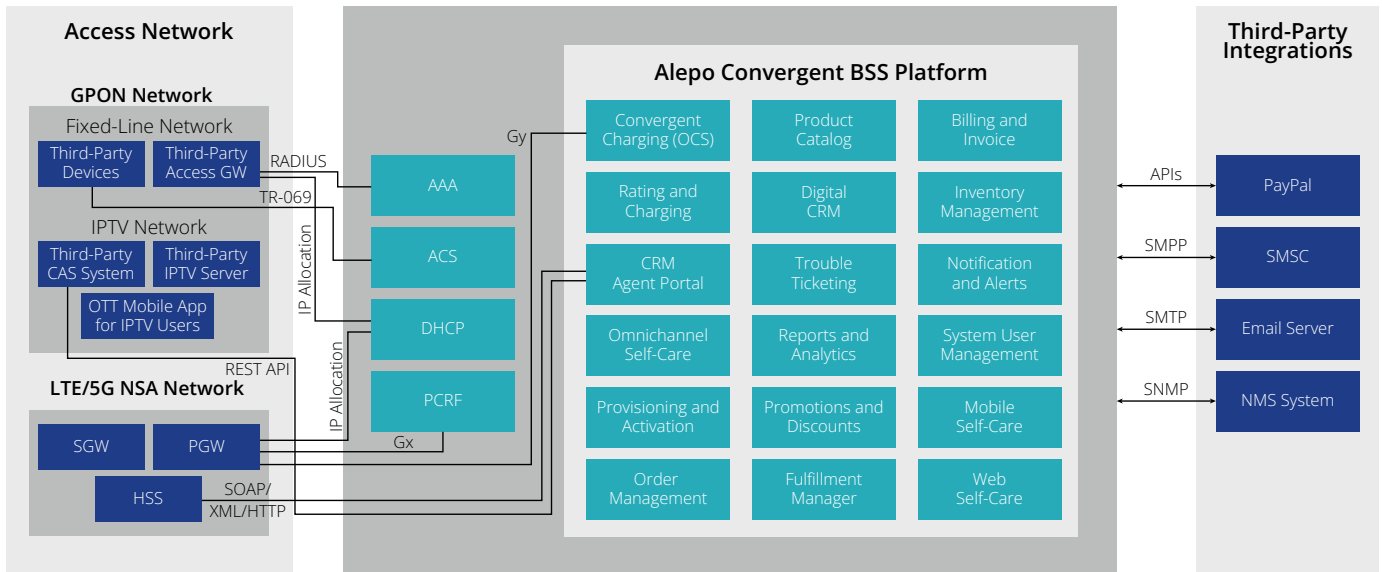 Access Network
GPON Network
Fixed-Line Network
Third-Party
Devices
Third-Party
Access GW
IPTV Network
Third-Party
CAS System
Third-Party
IPTV Server
OTT Mobile App
for IPTV Users
LTE/5G NSA Network
SGW
PGW
HSS
RADIUS
TR-069
IP Allocation
REST API
IP Allocation
Gx
SOAP/
XML/HTTP
Gy
AAA
ACS
DHCP
PCRF
Alepo Convergent BSS Platform
Convergent
Charging (OCS)
Product
Catalog
Billing and
Invoice
Rating and
Charging
Digital
CRM
Inventory
Management
CRM
Agent Portal
Trouble
Ticketing
Notification
and Alerts
Omnichannel
Self-Care
Reports and
Analytics
System User
Management
Provisioning and
Activation
Promotions and
Discounts
Mobile
Self-Care
Order
Management
Fulfillment
Manager
Web
Self-Care
APIs
SMPP
SMTP
SNMP
Third-Party
Integrations
PayPal
SMSC
Email Server
NMS System